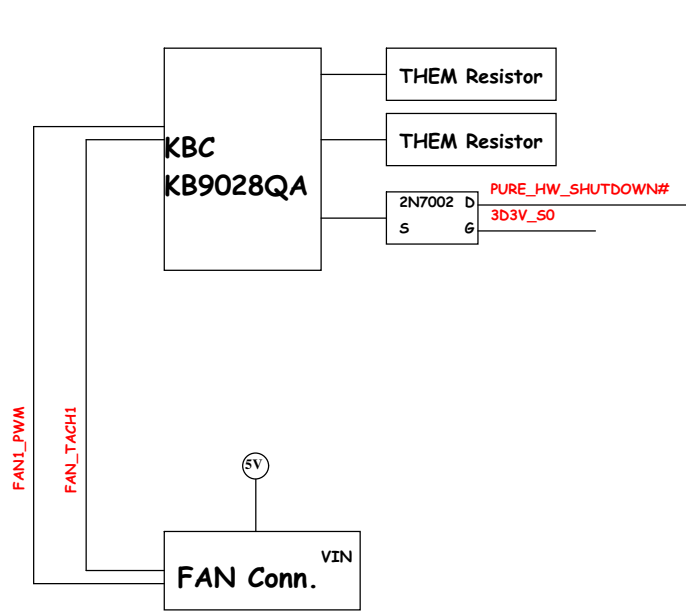 THEM Resistor
KBC
KB9028QA
THEM Resistor
2N7002 D
S G
PURE_HW_SHUTDOWN#
3D3V_S0
FAN1_PWM
FAN_TACH1
5V
VIN
FAN Conn.